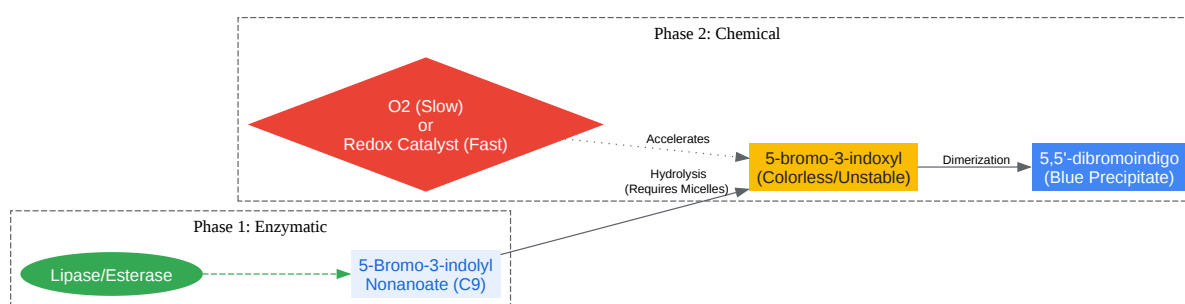 Phase 2: Chemical
O2 (Slow)
or
Redox Catalyst (Fast)
Accelerates
5-bromo-3-indoxyl
(Colorless/Unstable)
Dimerization
5,5'-dibromoindigo
(Blue Precipitate)
Hydrolysis
(Requires Micelles)
Phase 1: Enzymatic
Lipase/Esterase
5-Bromo-3-indolyl
Nonanoate (C9)